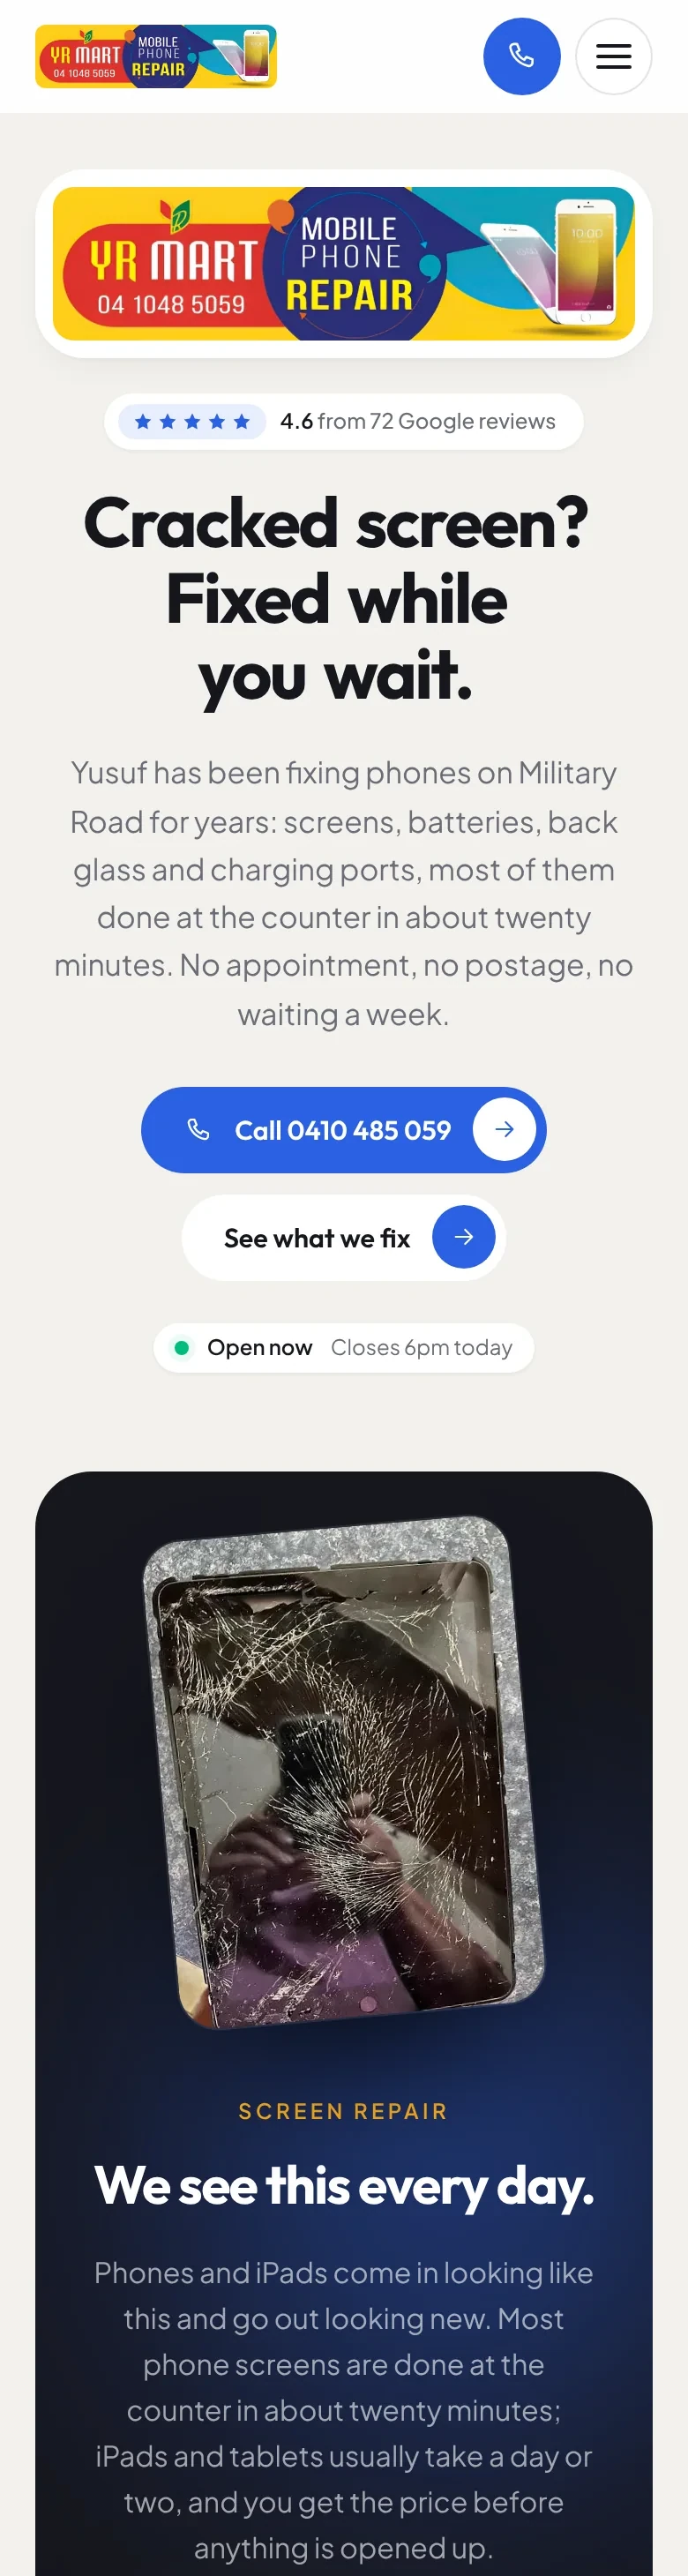 YR MART
04 1048 5059
MOBILE
PHONE
REPAIR
YR MART
04 1048 5059
MOBILE
PHONE
REPAIR
10:00
4.6 from 72 Google reviews
Cracked screen?
Fixed while
you wait.
Yusuf has been fixing phones on Military
Road for years: screens, batteries, back
glass and charging ports, most of them
done at the counter in about twenty
minutes. No appointment, no postage, no
waiting a week.
Call 0410 485 059
See what we fix
Open now Closes 6pm today
SCREEN REPAIR
We see this every day.
Phones and iPads come in looking like
this and go out looking new. Most
phone screens are done at the
counter in about twenty minutes;
iPads and tablets usually take a day or
two, and you get the price before
anything is opened up.